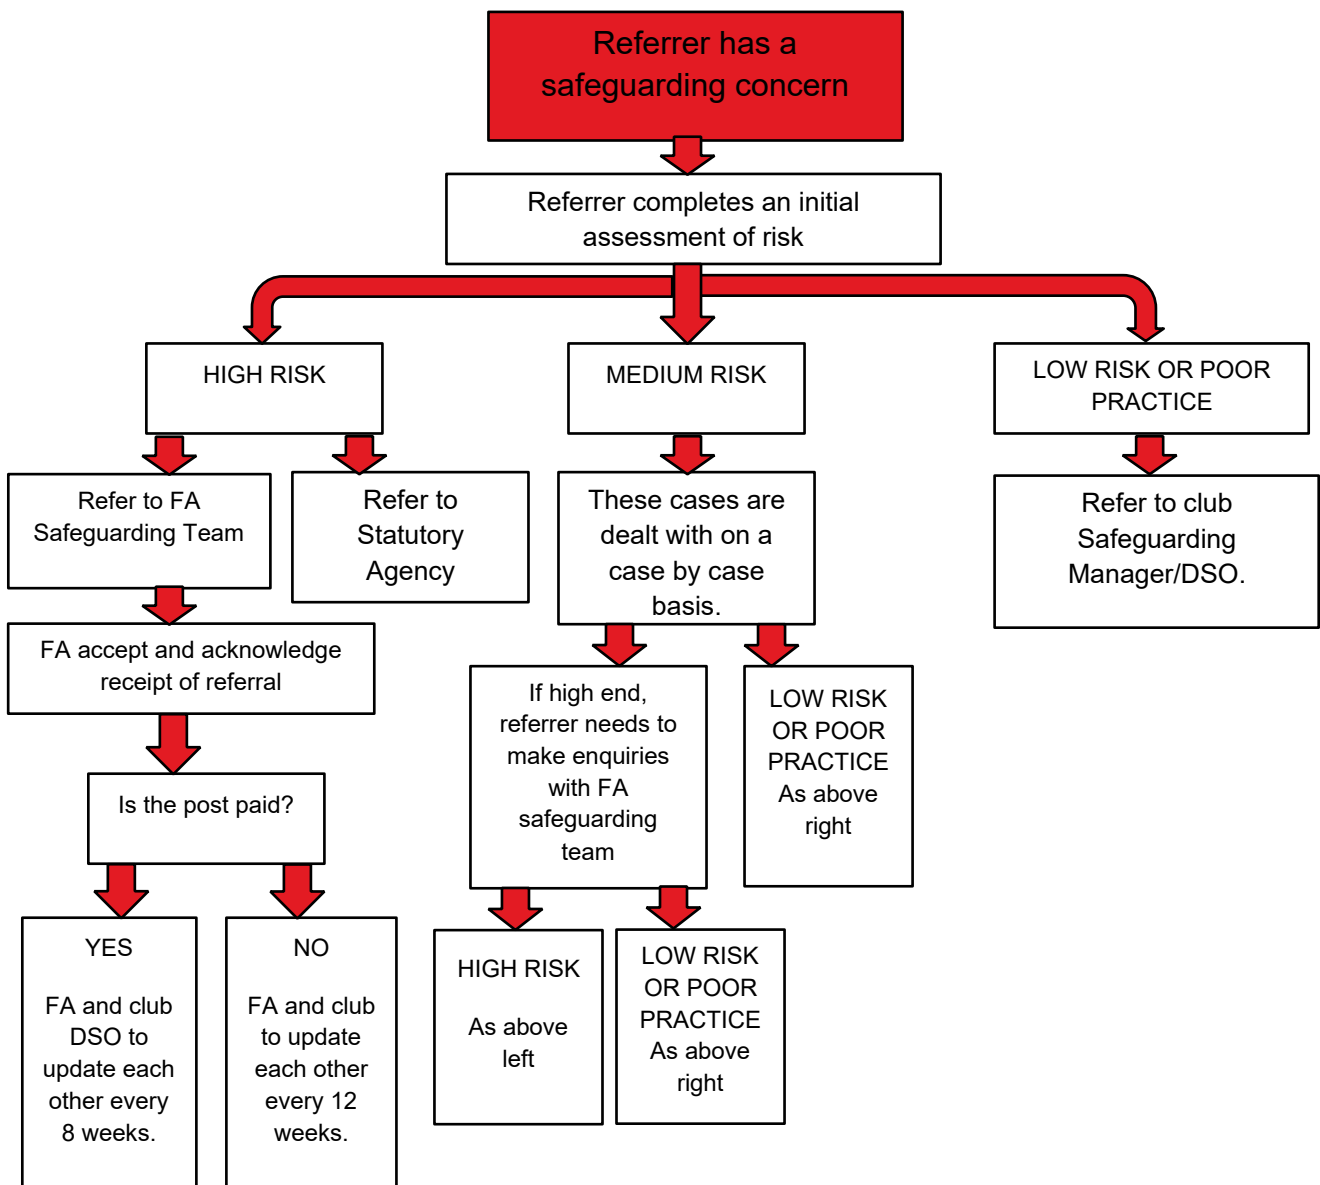 Referrer has a
safeguarding concern
Referrer completes an initial
assessment of risk
HIGH RISK
MEDIUM RISK
LOW RISK OR POOR
PRACTICE
Refer to FA
Safeguarding Team
Refer to
Statutory
Agency
These cases are
dealt with on a
case by case
basis.
Refer to club
Safeguarding
Manager/DSO.
FA accept and acknowledge
receipt of referral
If high end,
referrer needs to
make enquiries
with FA
safeguarding
team
LOW RISK
OR POOR
PRACTICE
As above
right
Is the post paid?
YES
FA and club
DSO to
update each
other every
8 weeks.
NO
FA and club
to update
each other
every 12
weeks.
HIGH RISK
As above
left
LOW RISK
OR POOR
PRACTICE
As above
right